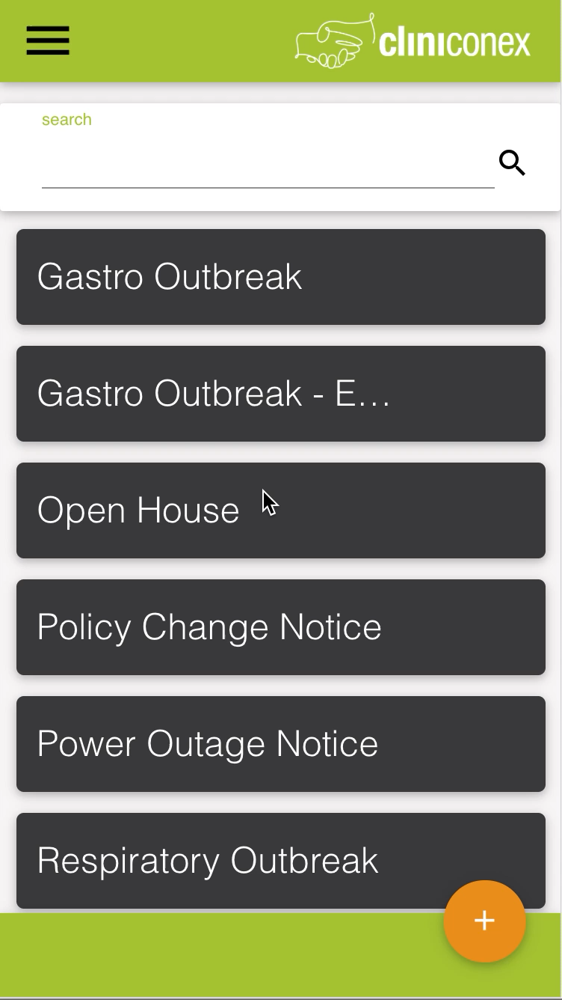 cliniconex
search
Gastro Outbreak
Gastro Outbreak - E...
Open House
Policy Change Notice
Power Outage Notice
Respiratory Outbreak
+